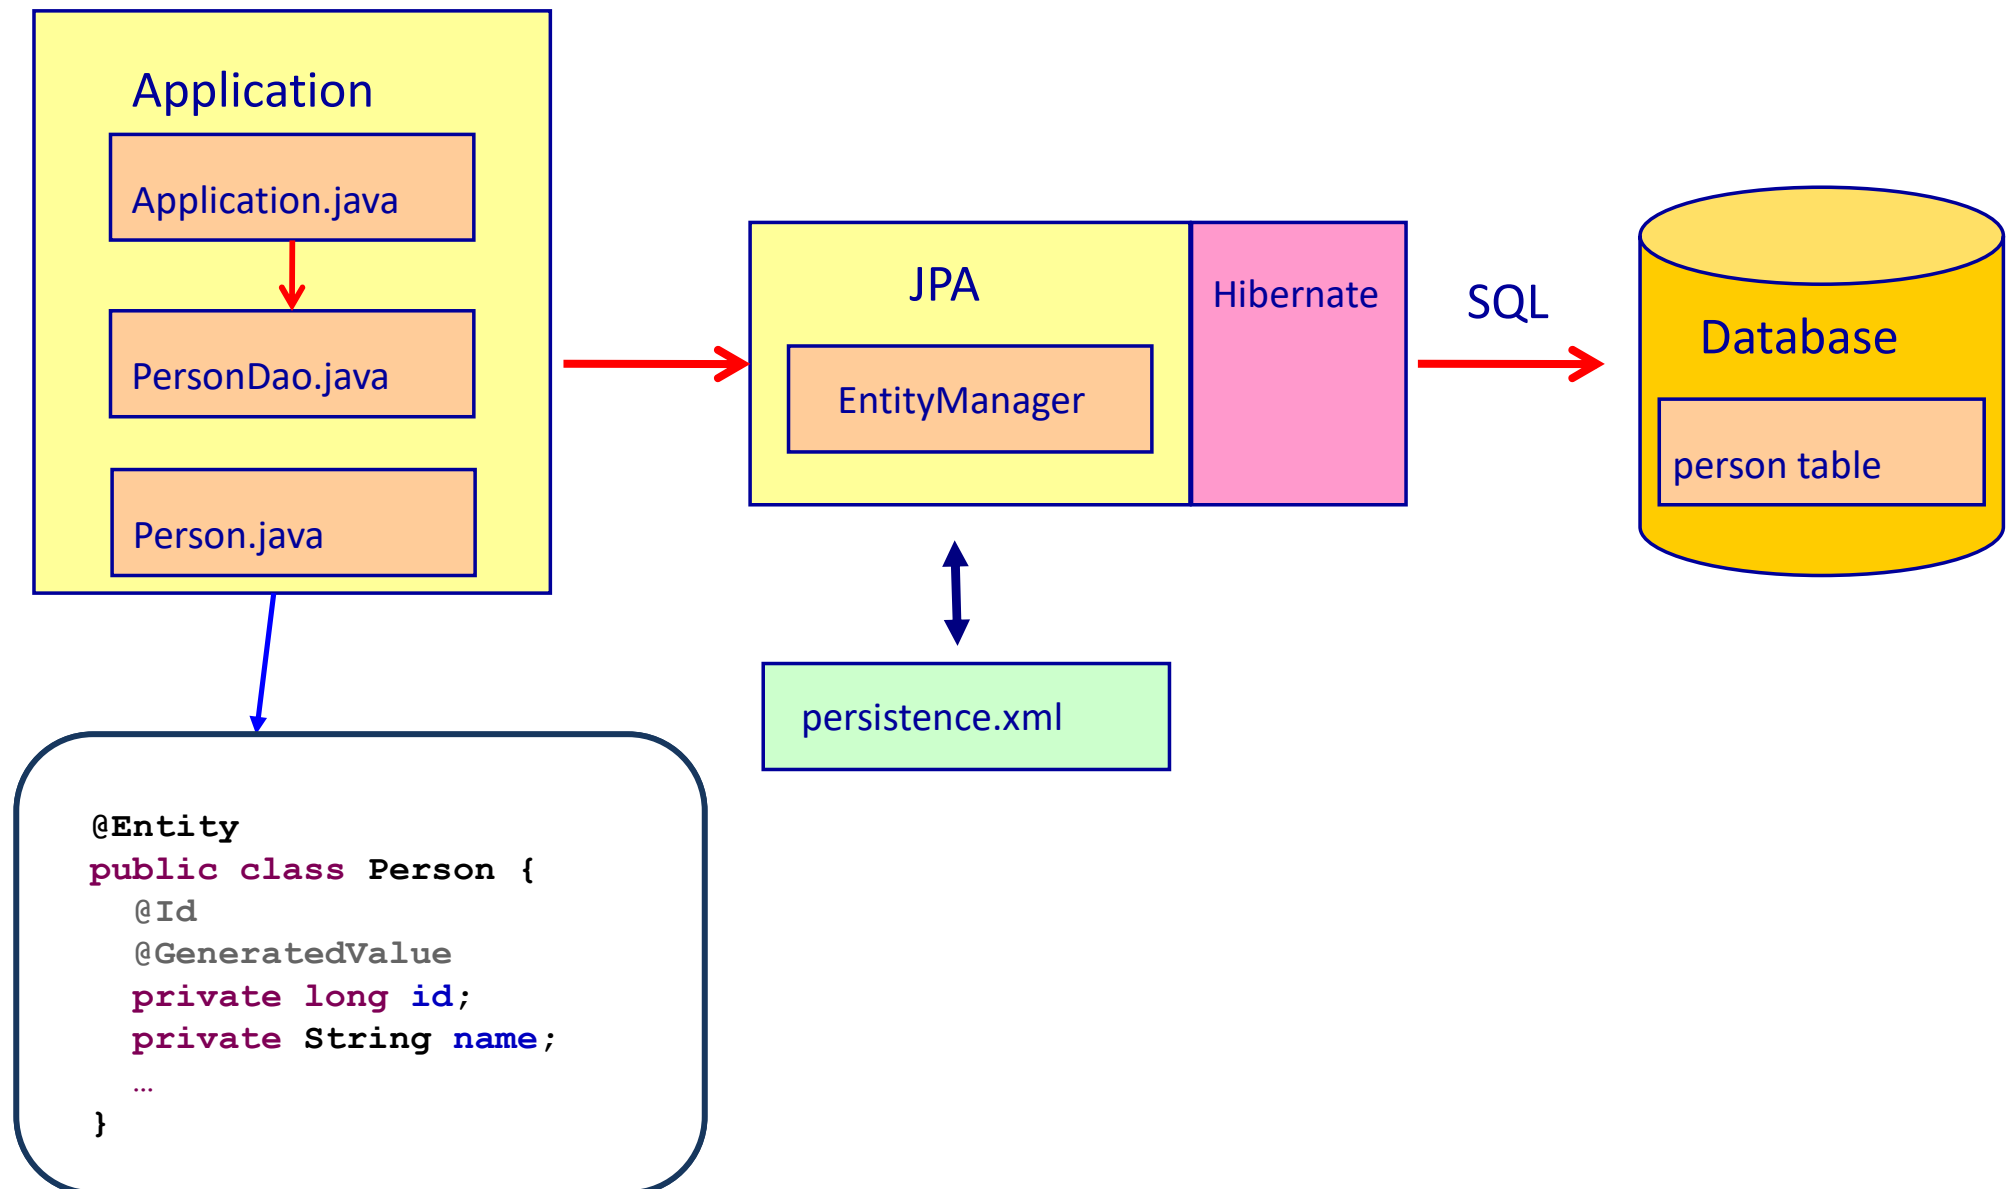 Application
Application.java
PersonDao.java
Person.java
JPA
EntityManager
Hibernate
SQL
Database
person table
persistence.xml
@Entity
public class Person {
@Id
@GeneratedValue
private long id;
private String name;
…
}